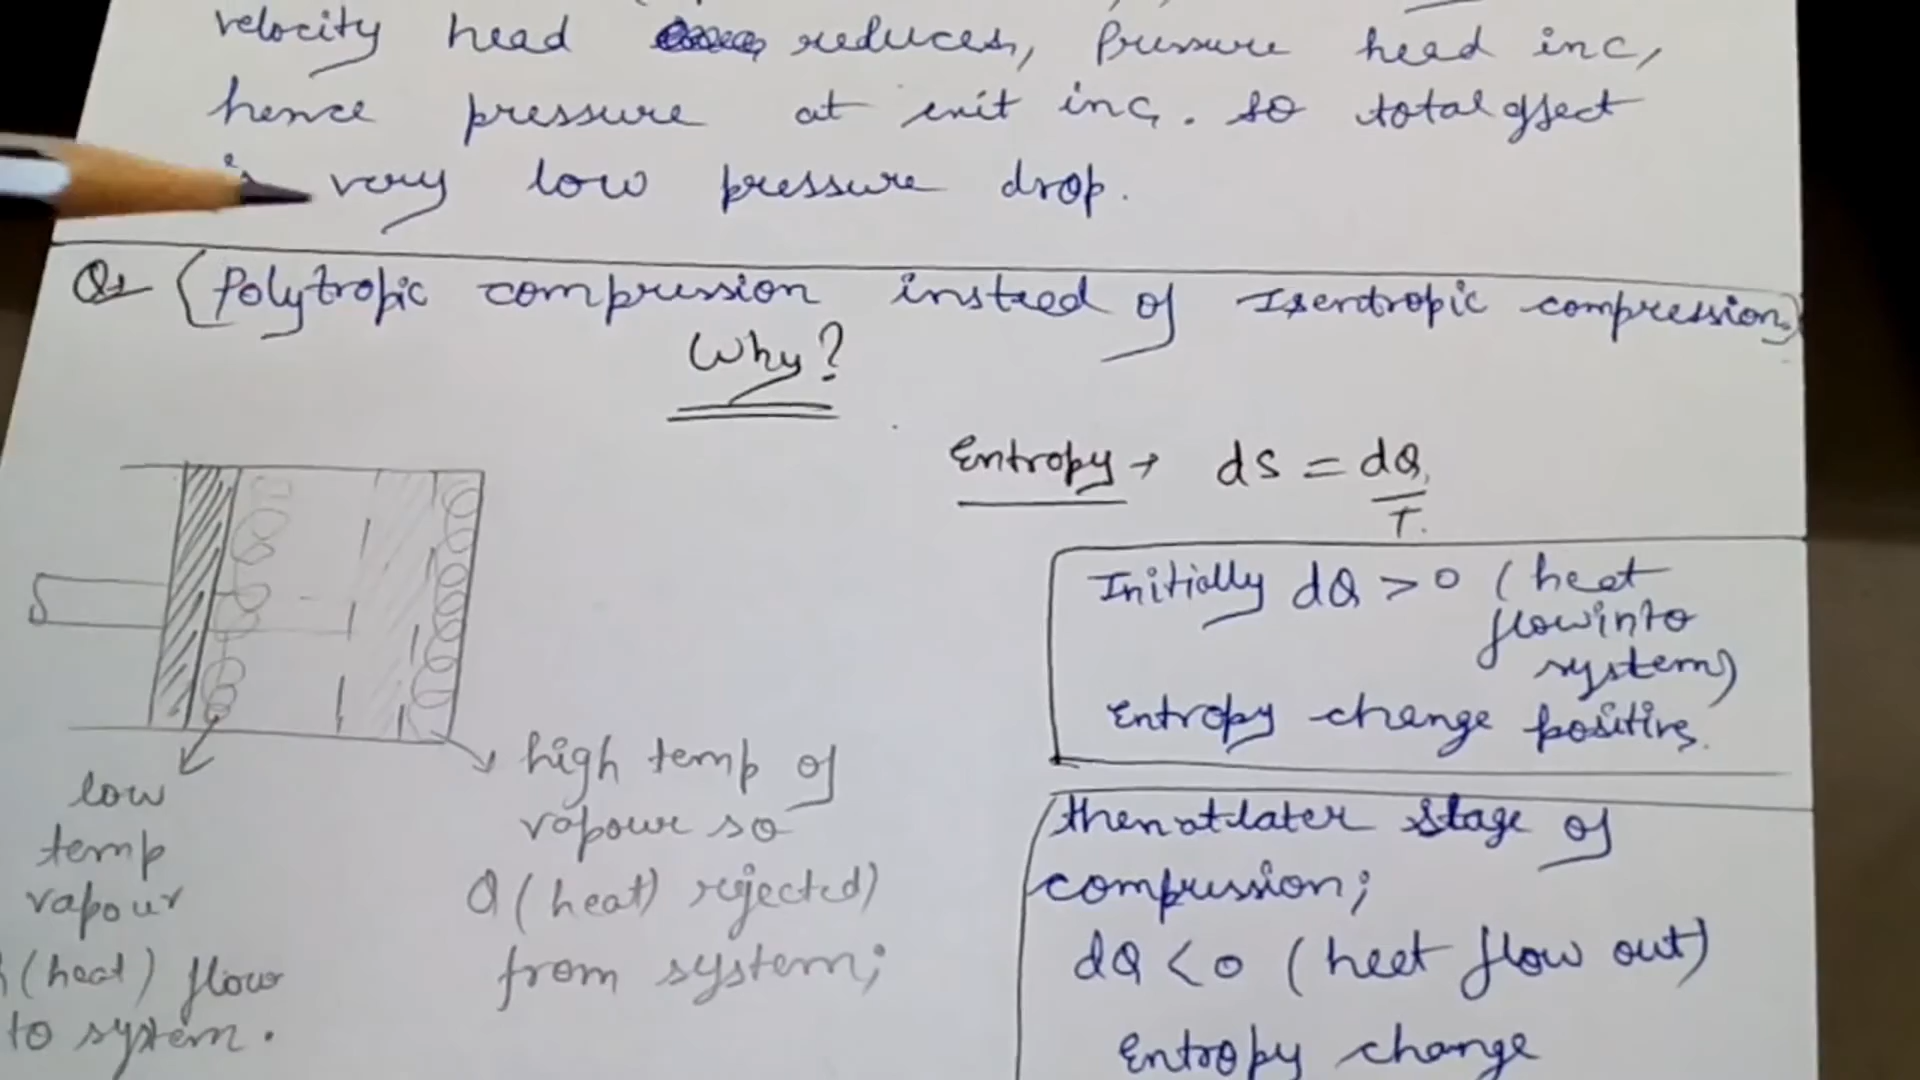 velocity head reduces, Pressure head inc,
hence pressure at exit inc. so total effect
is very low pressure drop.
Q1 (Polytropic compression instead of Isentropic compression)
Why?
Entropy → dS = dQ/T.
Initially dQ > 0 (heat
flow into
system)
Entropy change positive.
low
temp
vapour
(heat) flow
to system.
high temp of
vapour so
Q (heat) rejected)
from system;
then at later stage of
compression;
dQ < 0 (heat flow out)
Entropy change